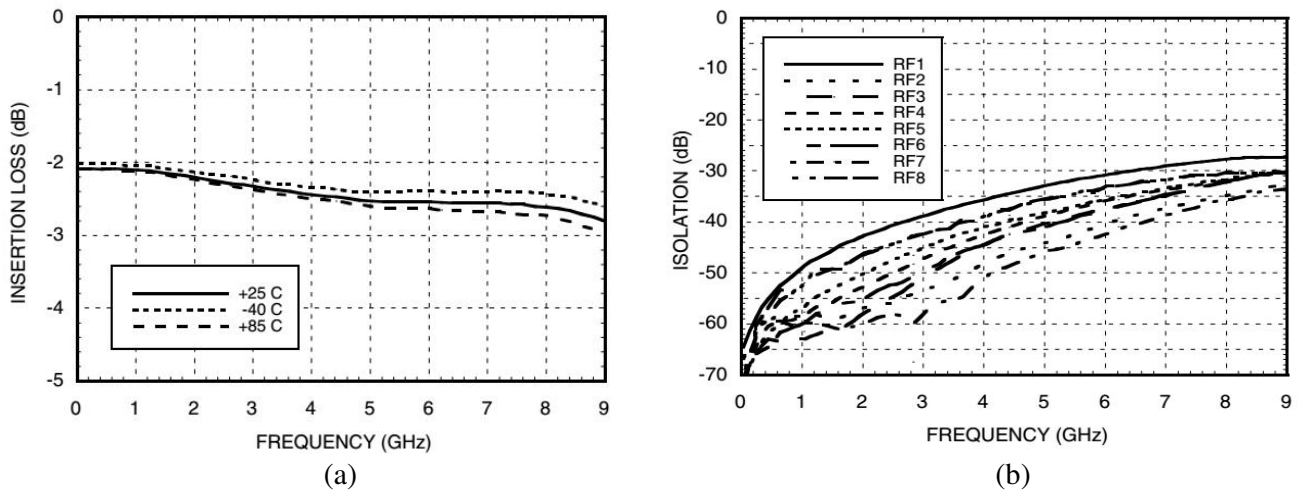 0
-1
-2
-3
-4
-5
INSERTION LOSS (dB)
+25 C
-40 C
+85 C
0 1 2 3 4 5 6 7 8 9
FREQUENCY (GHz)
(a)
0
-10
-20
-30
-40
-50
-60
-70
ISOLATION (dB)
RF1
RF2
RF3
RF4
RF5
RF6
RF7
RF8
0 1 2 3 4 5 6 7 8 9
FREQUENCY (GHz)
(b)